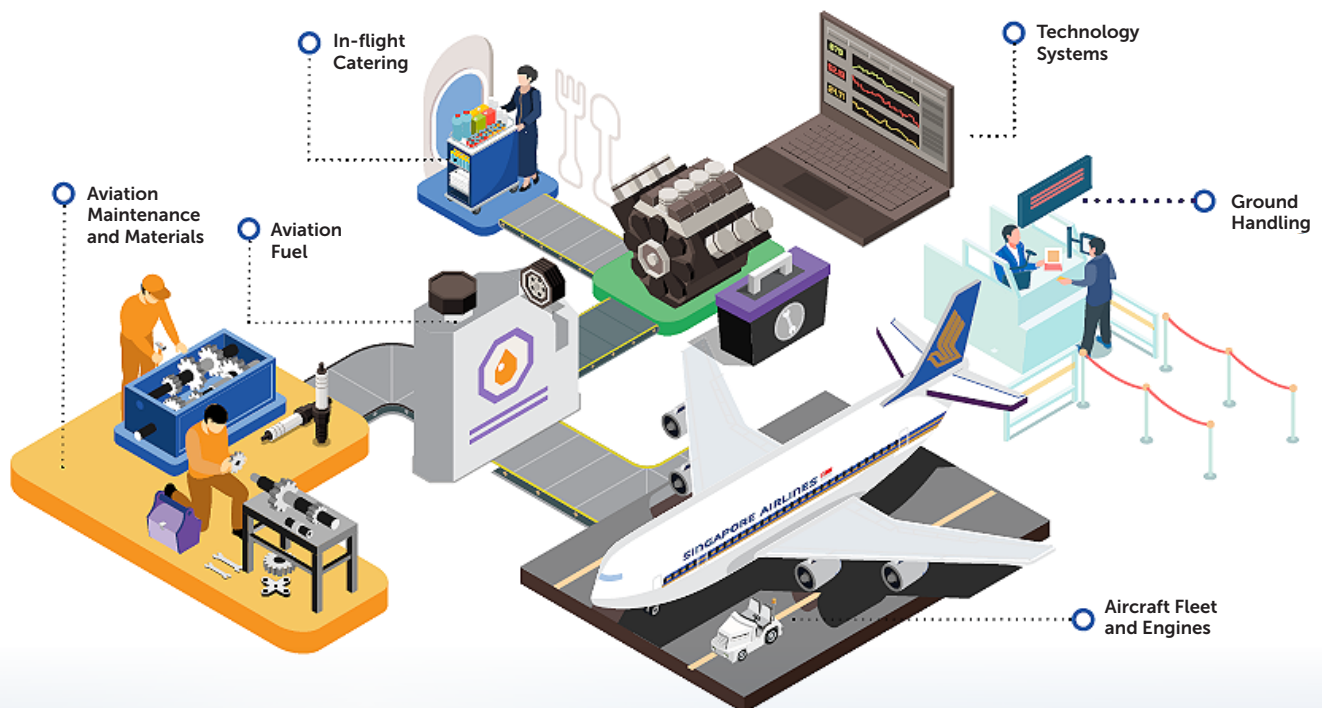 In-flight
Catering
Technology
Systems
Aviation
Maintenance
and Materials
Aviation
Fuel
Ground
Handling
SINGAPORE AIRLINES
Aircraft Fleet
and Engines